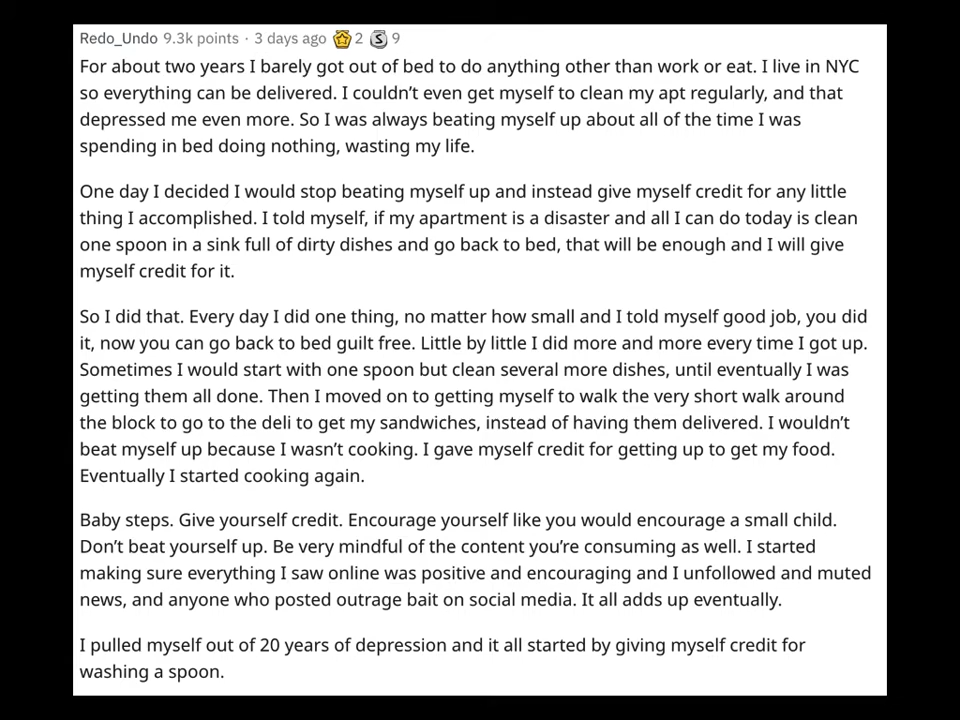 Redo_Undo 9.3k points · 3 days ago 2 S 9
For about two years I barely got out of bed to do anything other than work or eat. I live in NYC
so everything can be delivered. I couldn’t even get myself to clean my apt regularly, and that
depressed me even more. So I was always beating myself up about all of the time I was
spending in bed doing nothing, wasting my life.
One day I decided I would stop beating myself up and instead give myself credit for any little
thing I accomplished. I told myself, if my apartment is a disaster and all I can do today is clean
one spoon in a sink full of dirty dishes and go back to bed, that will be enough and I will give
myself credit for it.
So I did that. Every day I did one thing, no matter how small and I told myself good job, you did
it, now you can go back to bed guilt free. Little by little I did more and more every time I got up.
Sometimes I would start with one spoon but clean several more dishes, until eventually I was
getting them all done. Then I moved on to getting myself to walk the very short walk around
the block to go to the deli to get my sandwiches, instead of having them delivered. I wouldn’t
beat myself up because I wasn’t cooking. I gave myself credit for getting up to get my food.
Eventually I started cooking again.
Baby steps. Give yourself credit. Encourage yourself like you would encourage a small child.
Don’t beat yourself up. Be very mindful of the content you’re consuming as well. I started
making sure everything I saw online was positive and encouraging and I unfollowed and muted
news, and anyone who posted outrage bait on social media. It all adds up eventually.
I pulled myself out of 20 years of depression and it all started by giving myself credit for
washing a spoon.